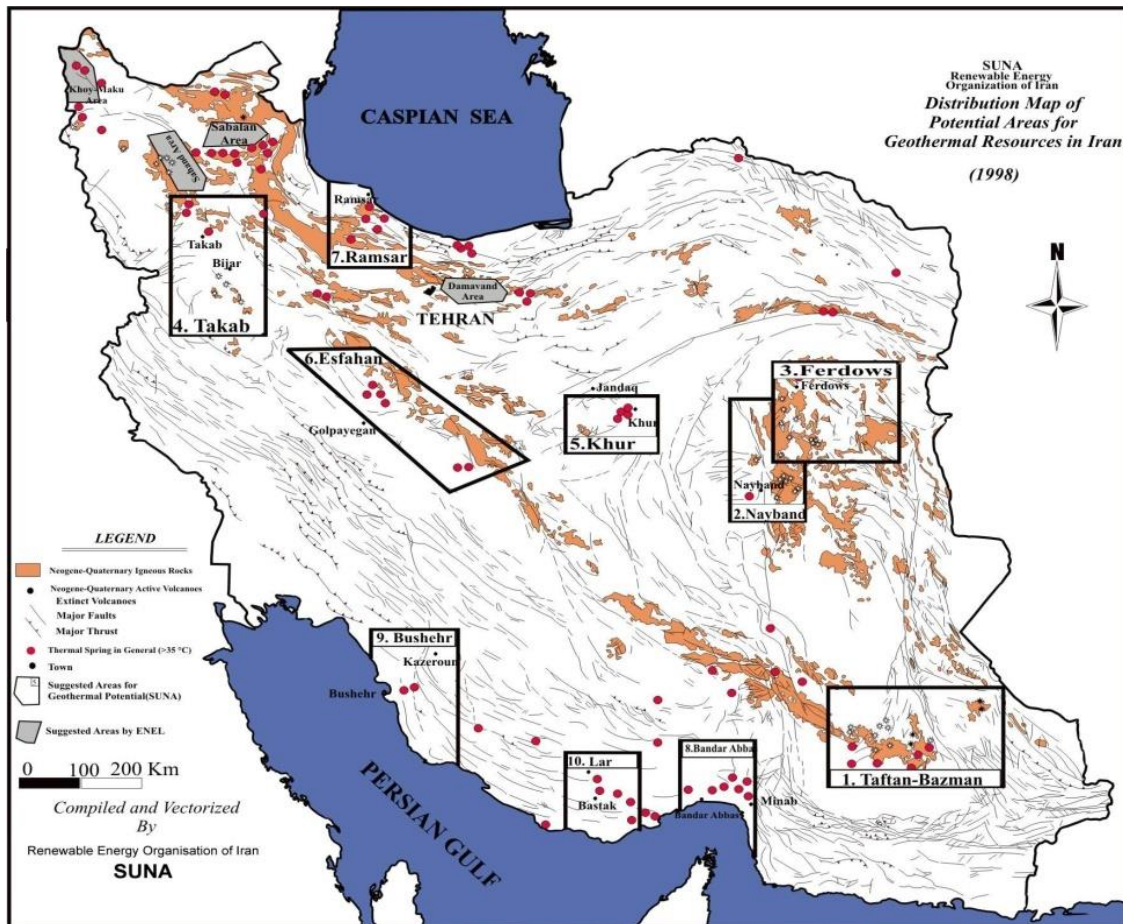 SUNA
Renewable Energy
Organization of Iran
Distribution Map of
Potential Areas for
Geothermal Resources in Iran
(1998)
CASPIAN SEA
N
Khoy-Maku
Area
Sabalan
Area
Sahand Area
Ramsar
7.Ramsar
Takab
Bijar
4. Takab
Damavand
Area
TEHRAN
6.Esfahan
Golpayegan
Jandaq
Khur
5.Khur
3.Ferdows
Ferdows
Nayband
2.Nayband
LEGEND
Neogene-Quaternary Igneous Rocks
Neogene-Quaternary Active Volcanoes
Extinct Volcanoes
Major Faults
Major Thrust
Thermal Spring in General (>35 °C)
Town
Suggested Areas for
Geothermal Potential(SUNA)
Suggested Areas by ENEL
0 100 200 Km
Compiled and Vectorized
By
Renewable Energy Organisation of Iran
SUNA
9. Bushehr
Kazeroun
Bushehr
PERSIAN GULF
10. Lar
Bastak
8.Bandar Abba
Bandar Abbas
Minab
1. Taftan-Bazman